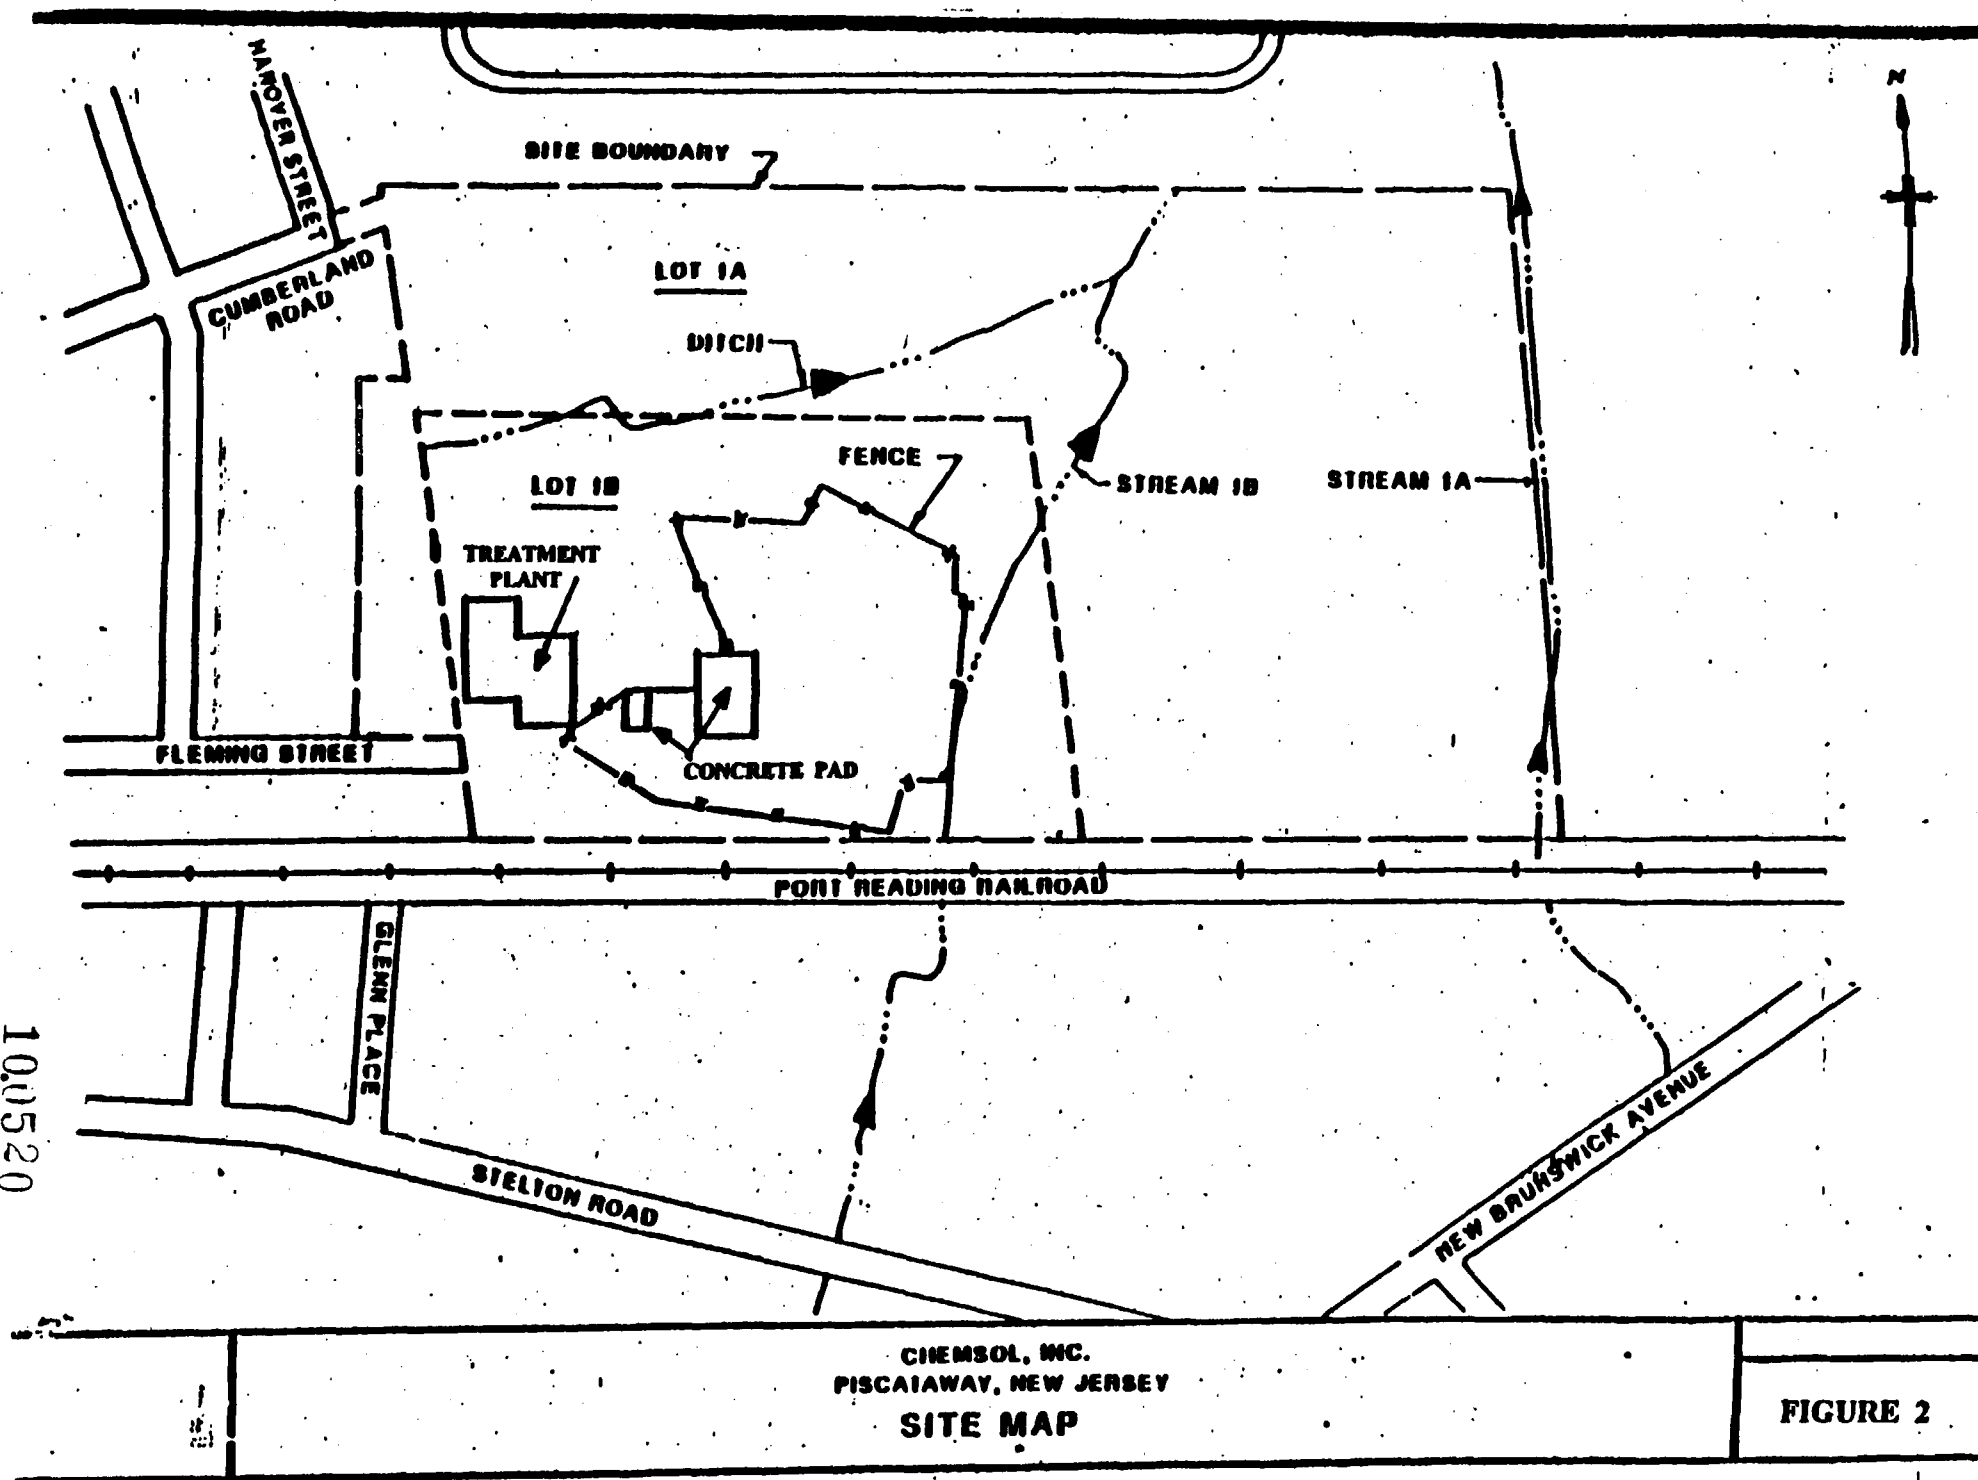 HANOVER STREET
N
SITE BOUNDARY
CUMBERLAND
ROAD
LOT 1A
DITCH
FENCE
LOT 1B
STREAM 1B
STREAM 1A
TREATMENT
PLANT
FLEMING STREET
CONCRETE PAD
PORT READING RAILROAD
GLENN PLACE
100520
STELTON ROAD
NEW BRUNSWICK AVENUE
CHEMSOL, INC.
PISCATAWAY, NEW JERSEY
SITE MAP
FIGURE 2